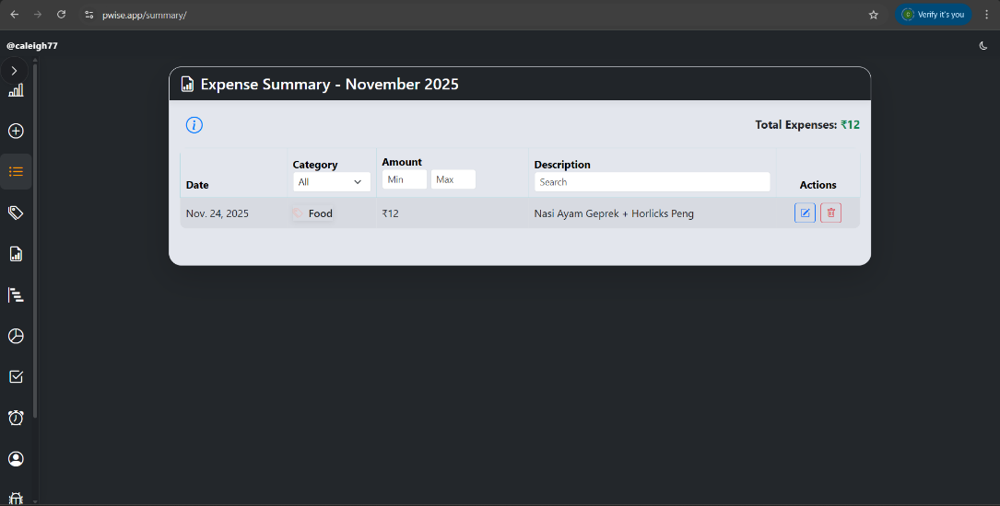 pwise.app/summary/
Verify it's you
@caleigh77
Expense Summary - November 2025
Total Expenses: ₹12
Date
Category
All
Amount
Min
Max
Description
Search
Actions
Nov. 24, 2025
Food
₹12
Nasi Ayam Geprek + Horlicks Peng